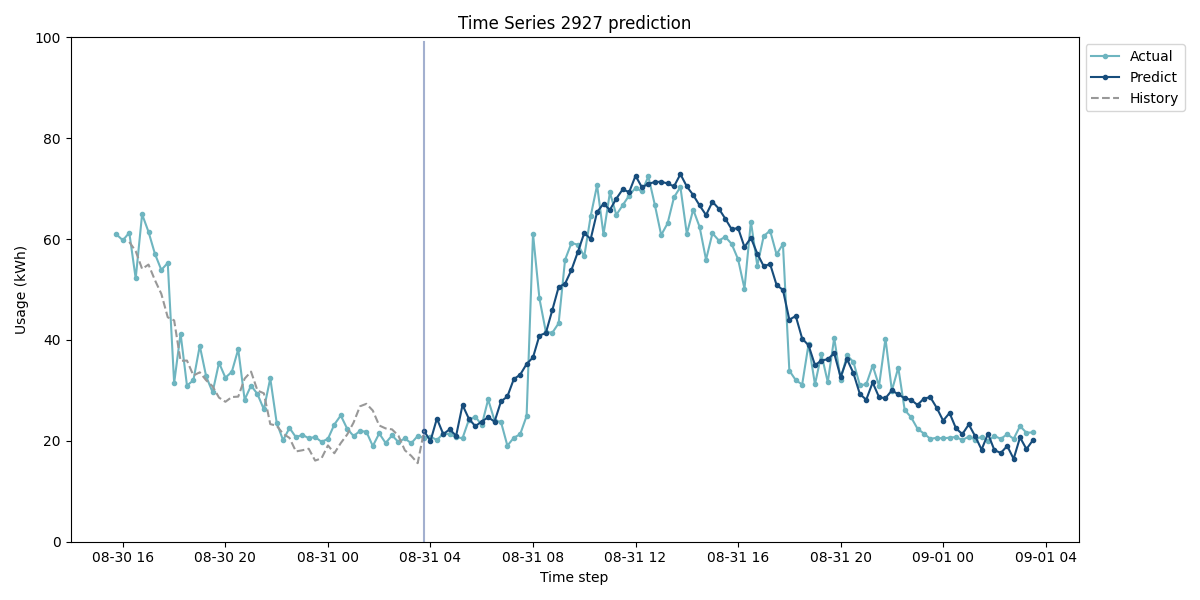 Time Series 2927 prediction
100
80
60
40
20
0
Usage (kWh)
08-30 16
08-30 20
08-31 00
08-31 04
08-31 08
08-31 12
08-31 16
08-31 20
09-01 00
09-01 04
Time step
Actual
Predict
History